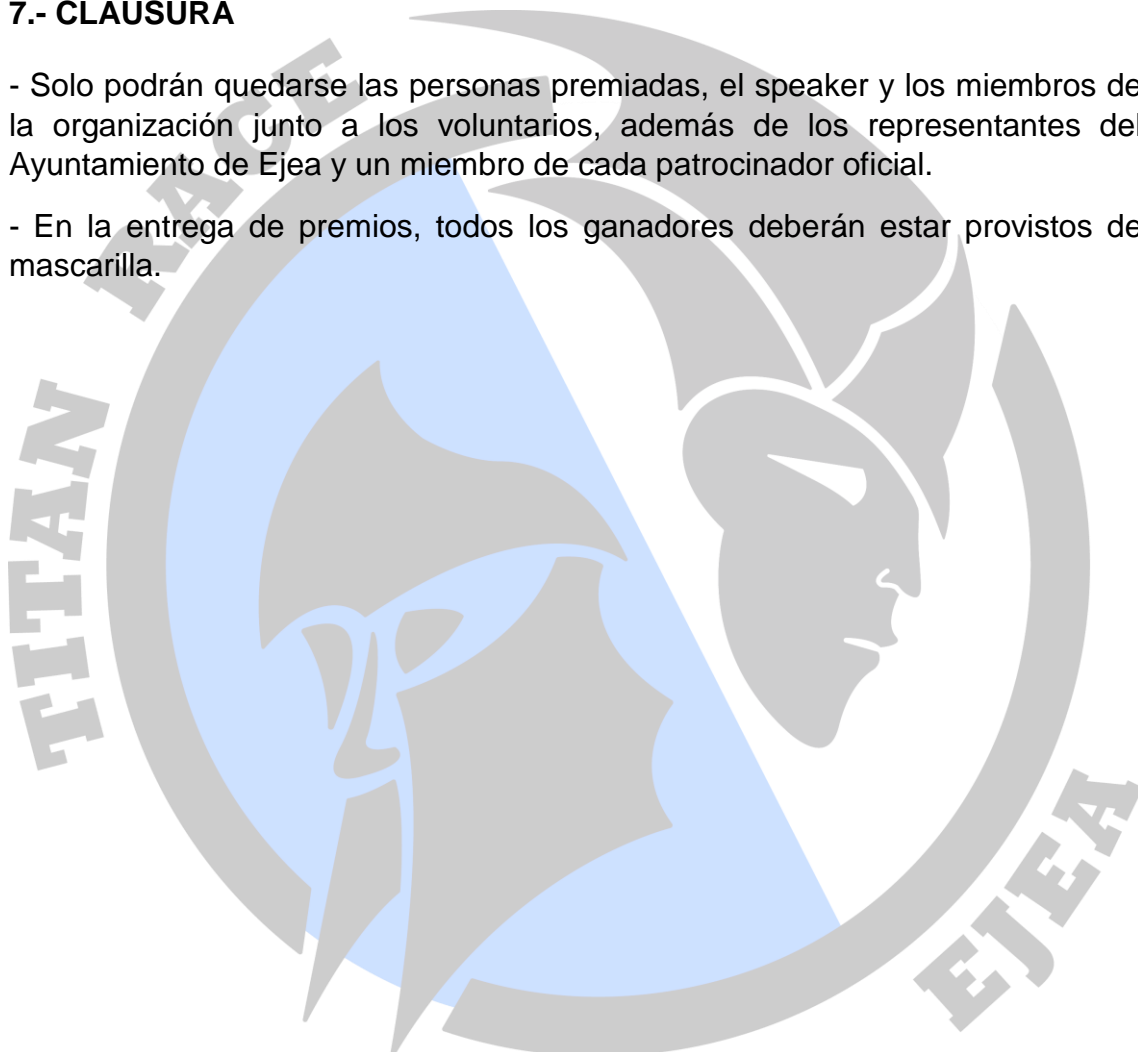 7.- CLAUSURA
- Solo podrán quedarse las personas premiadas, el speaker y los miembros de
la organización junto a los voluntarios, además de los representantes del
Ayuntamiento de Ejea y un miembro de cada patrocinador oficial.
- En la entrega de premios, todos los ganadores deberán estar provistos de
mascarilla.
TITAN RACE
EJEA